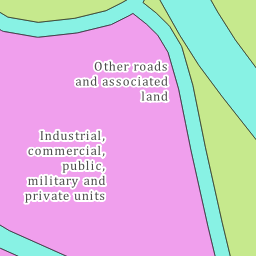 Other roads
and associated
land
Industrial,
commercial,
public,
military and
private units